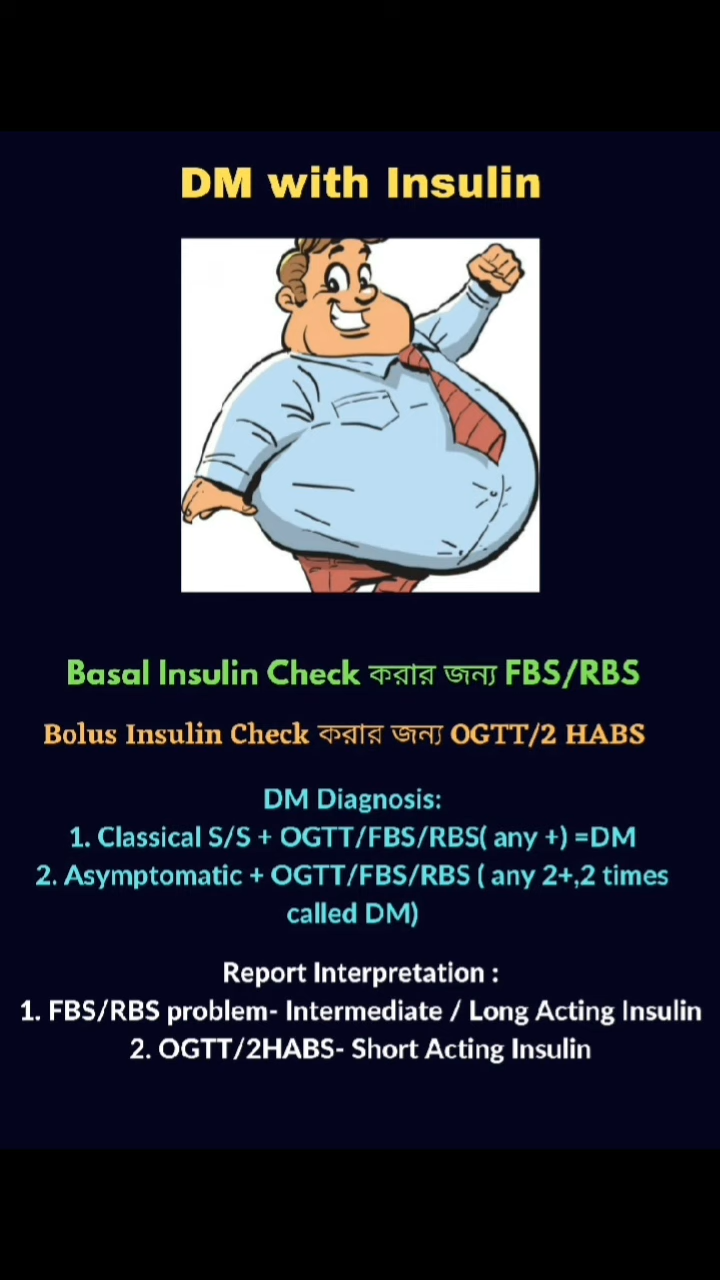 DM with Insulin
Basal Insulin Check করার জন্য FBS/RBS
Bolus Insulin Check করার জন্য OGTT/2 HABS
DM Diagnosis:
1. Classical S/S + OGTT/FBS/RBS( any +) =DM
2. Asymptomatic + OGTT/FBS/RBS ( any 2+,2 times
called DM)
Report Interpretation :
1. FBS/RBS problem- Intermediate / Long Acting Insulin
2. OGTT/2HABS- Short Acting Insulin